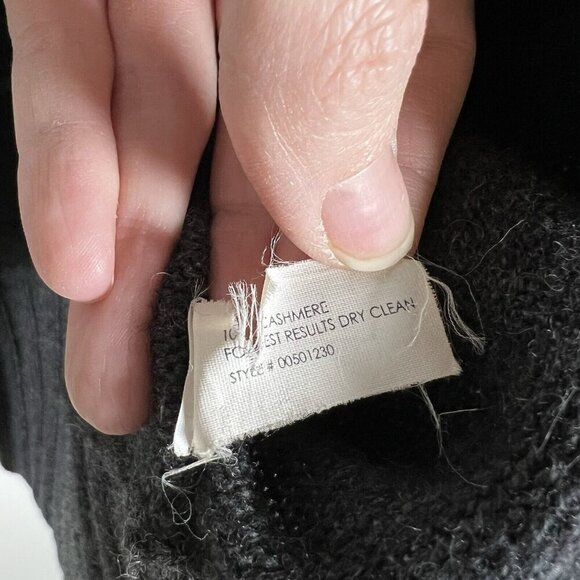 CASHMERE
RESULTS DRY CLEAN
STYLE # 00501230